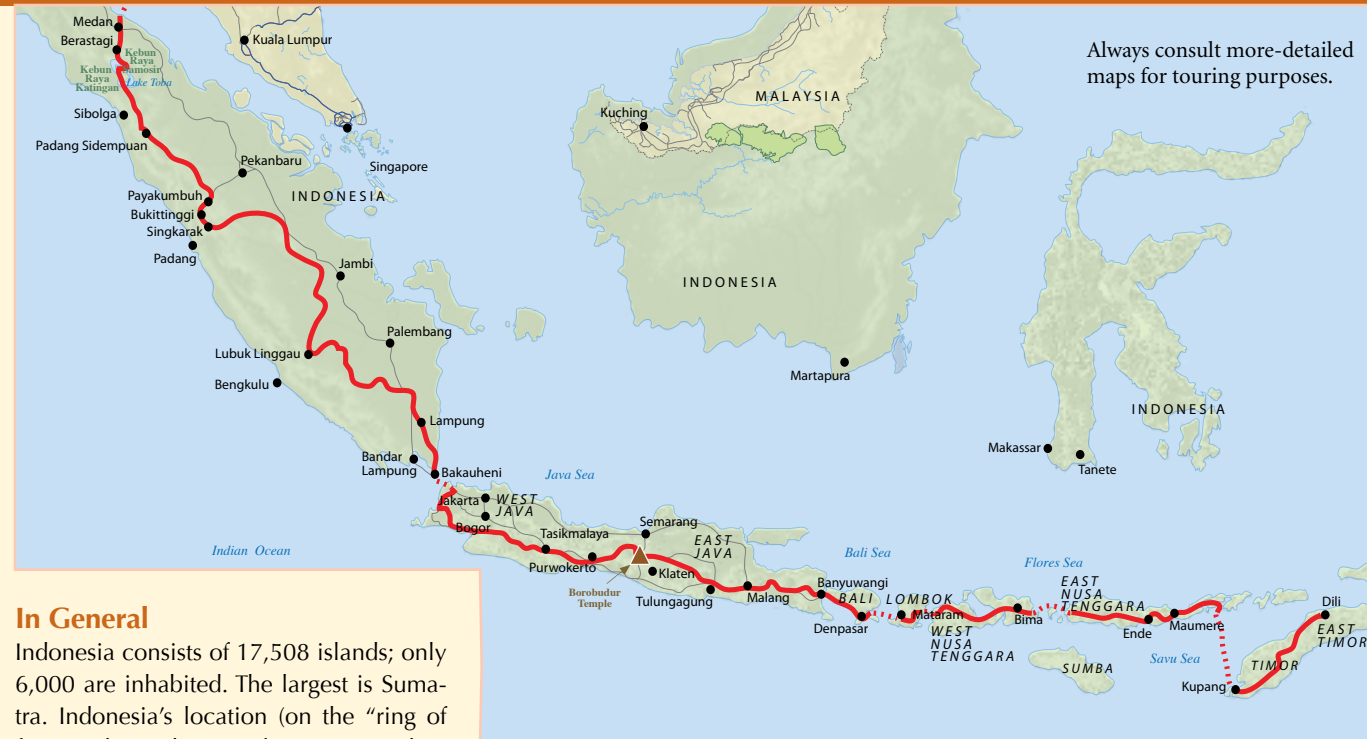 Medan
Berastagi
Kebun
Raya
Samosir
Kebun
Raya
Katingan
Lake Toba
Sibolga
Padang Sidempuan
Pekanbaru
Payakumbuh
Bukittinggi
Singkarak
Padang
INDONESIA
Kuala Lumpur
Singapore
Jambi
Palembang
Lubuk Linggau
Bengkulu
Lampung
Bandar
Lampung
Bakauheni
Kuching
MALAYSIA
INDONESIA
Martapura
Always consult more-detailed
maps for touring purposes.
INDONESIA
Makassar
Tanete
Java Sea
Indian Ocean
Jakarta
WEST
JAVA
Bogor
Tasikmalaya
Semarang
EAST
JAVA
Purwokerto
Klaten
Borobudur
Temple
Tulungagung
Malang
Banyuwangi
BALI
Denpasar
Bali Sea
LOMBOK
Mataram
WEST
NUSA
TENGGARA
Bima
Flores Sea
EAST
NUSA
TENGGARA
Ende
Maumere
SUMBA
Savu Sea
Dili
EAST
TIMOR
TIMOR
Kupang
In General
Indonesia consists of 17,508 islands; only
6,000 are inhabited. The largest is Suma-
tra. Indonesia’s location (on the “ring of